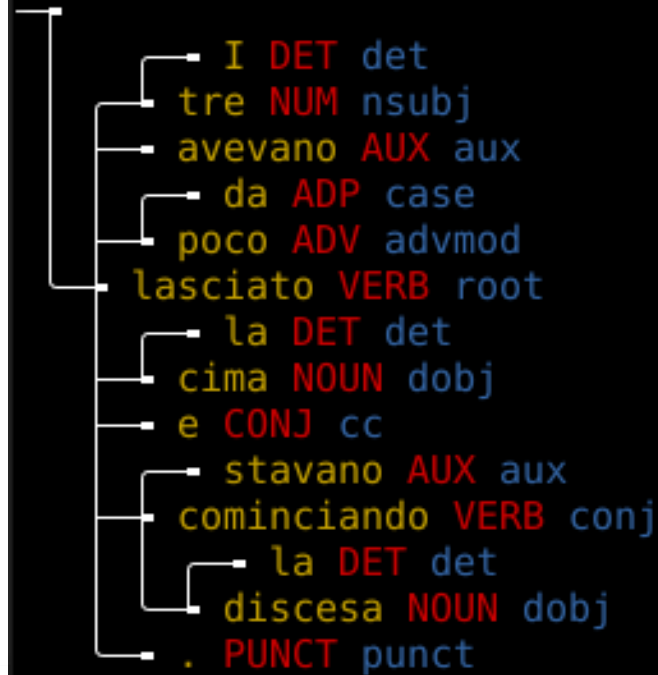 I DET det
tre NUM nsubj
avevano AUX aux
da ADP case
poco ADV advmod
lasciato VERB root
la DET det
cima NOUN dobj
e CONJ cc
stavano AUX aux
cominciando VERB conj
la DET det
discesa NOUN dobj
. PUNCT punct